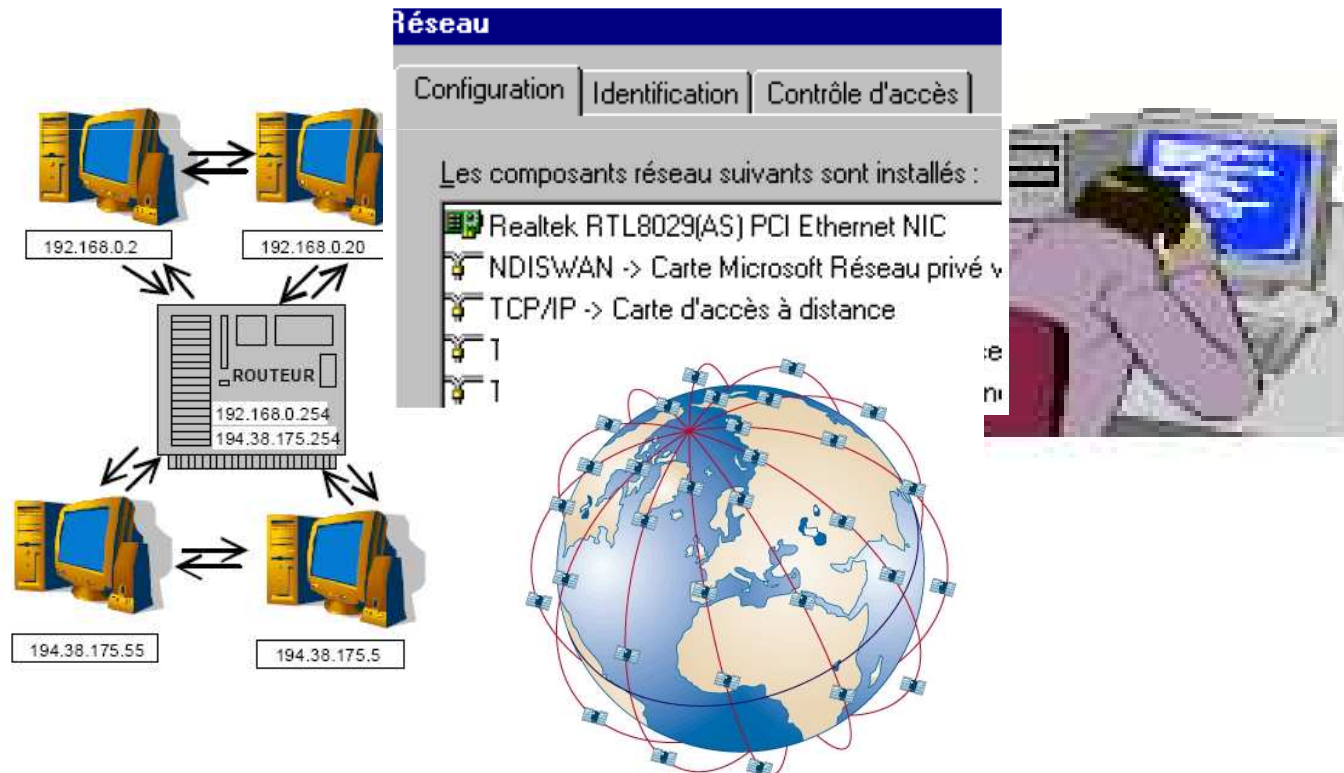 Réseau
Configuration Identification Contrôle d'accès
Les composants réseau suivants sont installés :
Realtek RTL8029(AS) PCI Ethernet NIC
NDISWAN -> Carte Microsoft Réseau privé v
TCP/IP -> Carte d'accès à distance
192.168.0.2
192.168.0.20
ROUTEUR
192.168.0.254
194.38.175.254
194.38.175.55
194.38.175.5